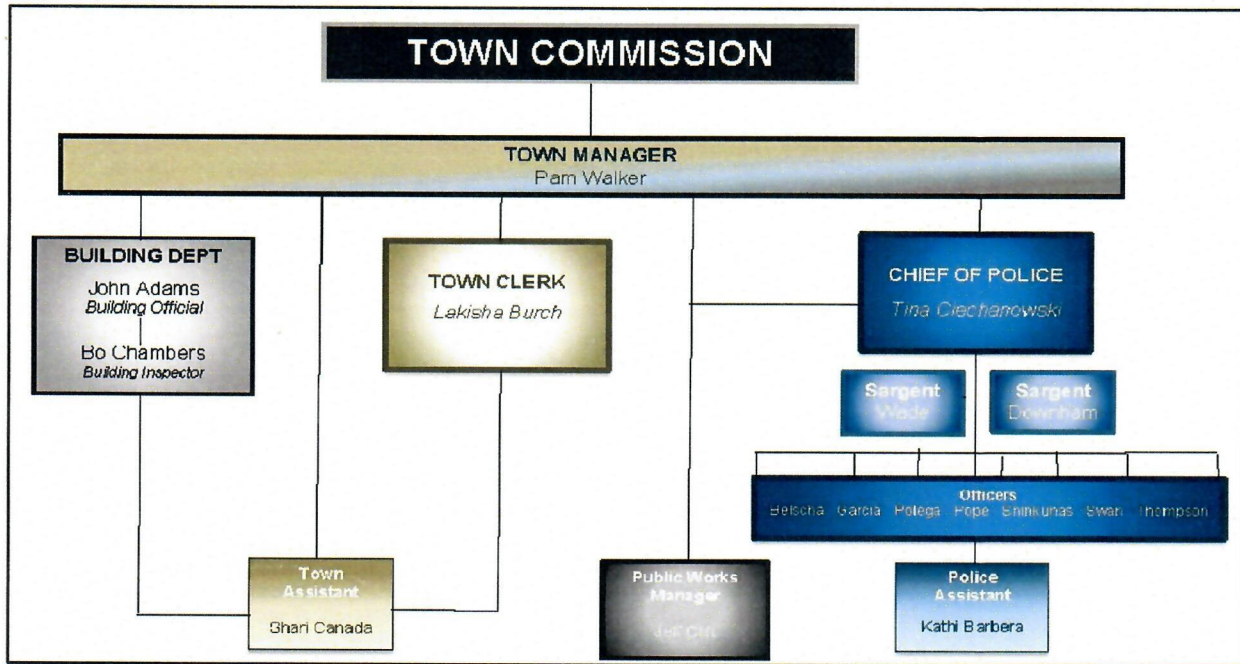 TOWN COMMISSION
TOWN MANAGER
Pam Walker
BUILDING DEPT
John Adams
Building Official
Bo Chambers
Building Inspector
TOWN CLERK
Lakisha Burch
CHIEF OF POLICE
Tina Ciechanowski
Sargent
Wade
Sargent
Downham
Officers
Belscha Garcia Polega Pope Shinkunas Swan Thompson
Town
Assistant
Shari Canada
Public Works
Manager
Police
Assistant
Kathi Barbera